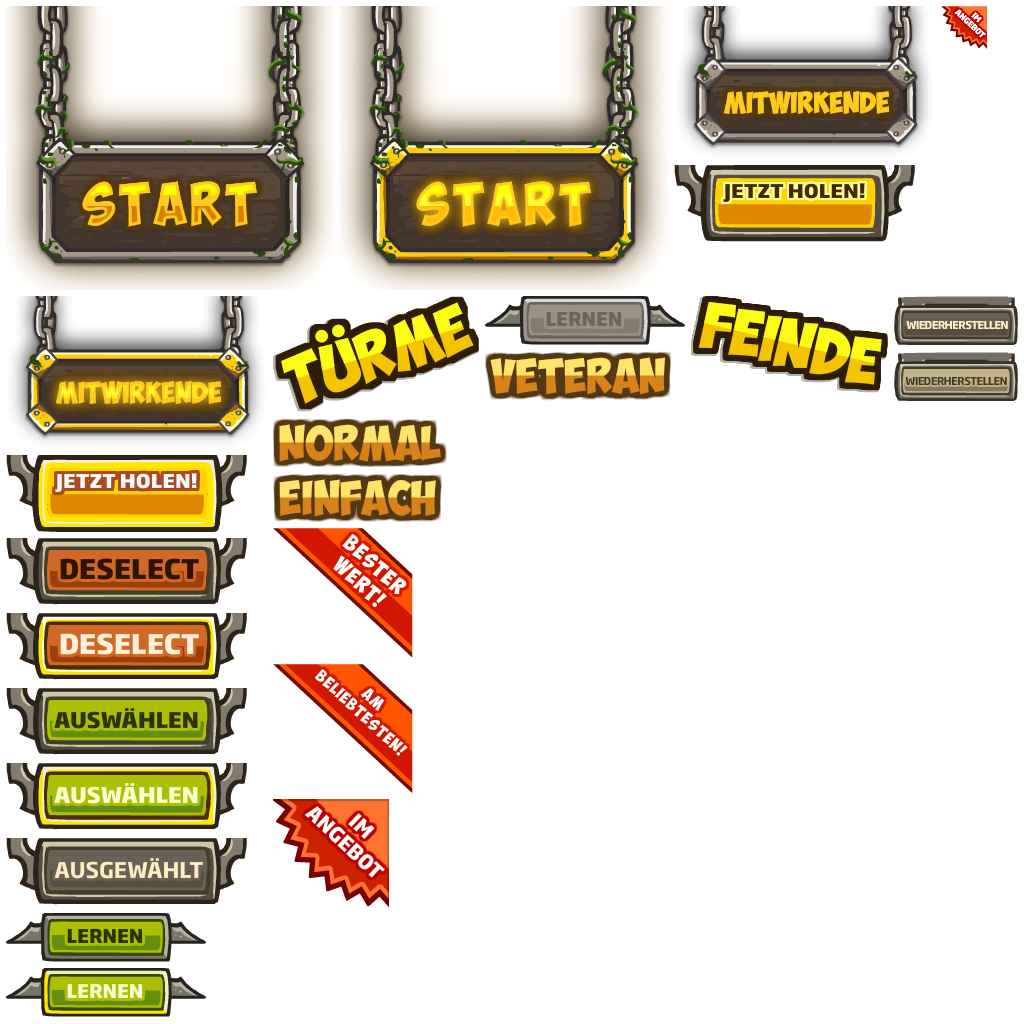 START
START
MITWIRKENDE
IM
ANGEBOT
JETZT HOLEN!
MITWIRKENDE
TÜRME
LERNEN
VETERAN
FEINDE
WIEDERHERSTELLEN
WIEDERHERSTELLEN
NORMAL
EINFACH
JETZT HOLEN!
DESELECT
DESELECT
AUSWÄHLEN
AUSWÄHLEN
AUSGEWÄHLT
LERNEN
LERNEN
BESTER
WERT!
AM
BELIEBTESTEN!
IM
ANGEBOT